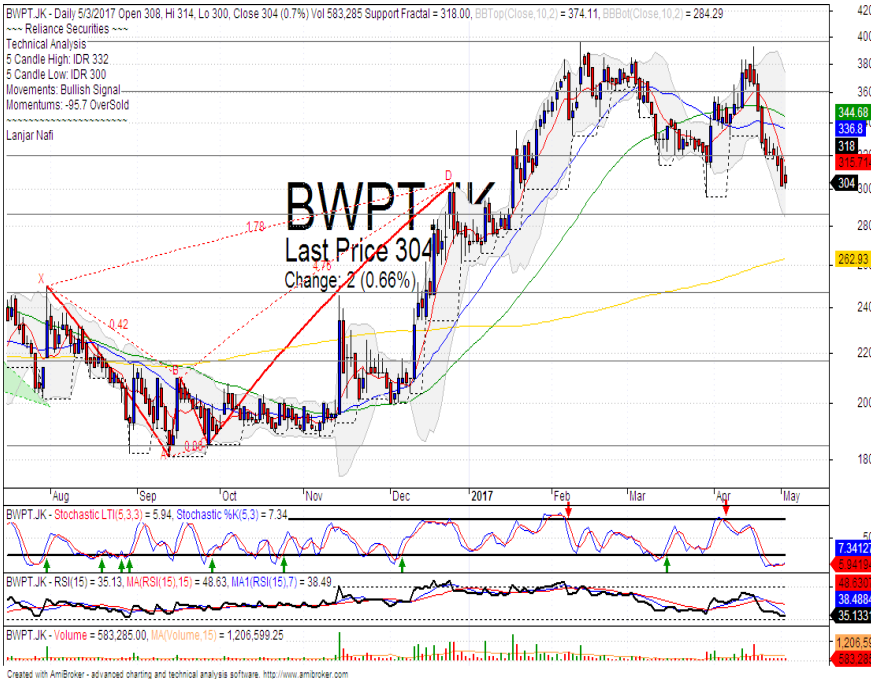 BWPT.JK - Daily 5/3/2017 Open 308, Hi 314, Lo 300, Close 304 (0.7%) Vol 583,285 Support Fractal = 318.00, BBTop(Close,10,2) = 374.11, BBBot(Close,10,2) = 284.29
~~~ Reliance Securities ~~~
Technical Analysis
5 Candle High: IDR 332
5 Candle Low: IDR 300
Movements: Bullish Signal
Momentums: -95.7 OverSold
~~~~~~~~~~~~~~~~~~~~~~
Lanjar Nafi
BWPT.JK
Last Price 304
Change: 2 (0.66%)
X
A
B
D
1.78
4.76
0.42
0.86
420
400
380
360
344.68
336.8
318
304
300
280
262.93
240
220
200
180
Aug Sep Oct Nov Dec 2017 Feb Mar Apr May
BWPT.JK - Stochastic LTI(5,3,3) = 5.94, Stochastic %K(5,3) = 7.34
50
7.34127
BWPT.JK - RSI(15) = 35.13, MA(RSI(15),15) = 48.63, MA1(RSI(15),7) = 38.49
38.4884
35.1331
BWPT.JK - Volume = 583,285.00, MA(Volume,15) = 1,206,599.25
1,206,59
583,285
Created with AmiBroker - advanced charting and technical analysis software. http://www.amibroker.com